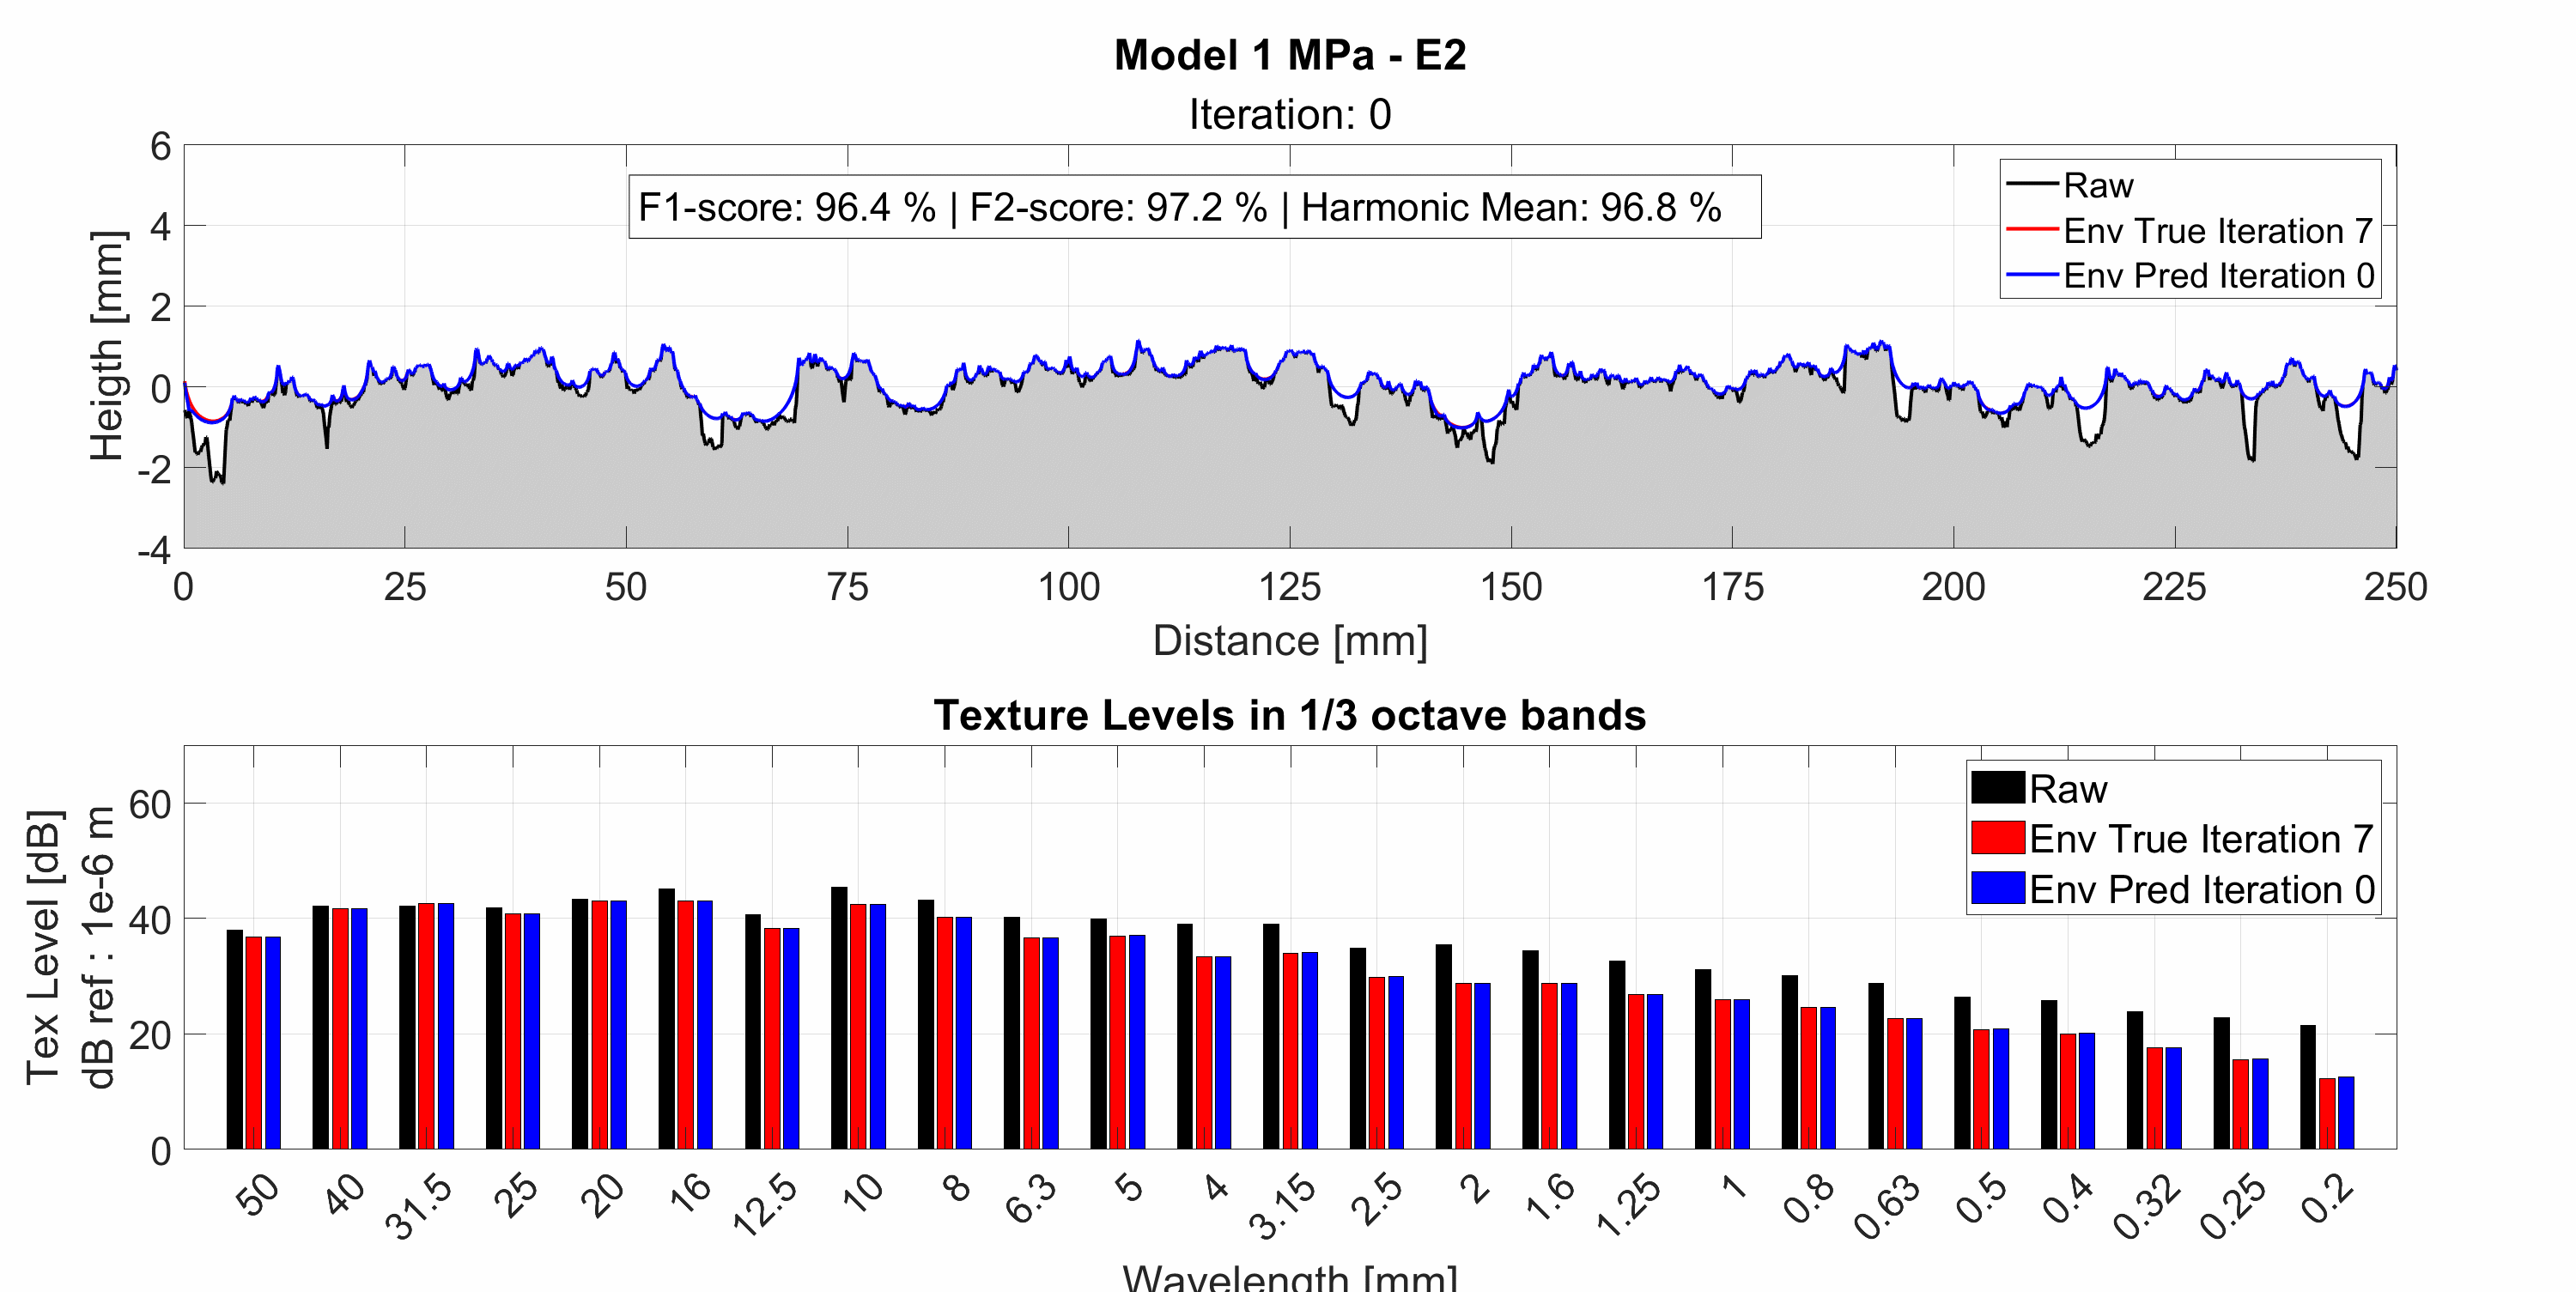 Model 1 MPa - E2
Iteration: 0
F1-score: 96.4 % | F2-score: 97.2 % | Harmonic Mean: 96.8 %
Raw
Env True Iteration 7
Env Pred Iteration 0
Heigth [mm]
6
4
2
0
-2
-4
0 25 50 75 100 125 150 175 200 225 250
Distance [mm]
Texture Levels in 1/3 octave bands
Raw
Env True Iteration 7
Env Pred Iteration 0
Tex Level [dB]
dB ref : 1e-6 m
60
40
20
0
50 40 31.5 25 20 16 12.5 10 8 6.3 5 4 3.15 2.5 2 1.6 1.25 1 0.8 0.63 0.5 0.4 0.32 0.25 0.2
Wavelength [mm]